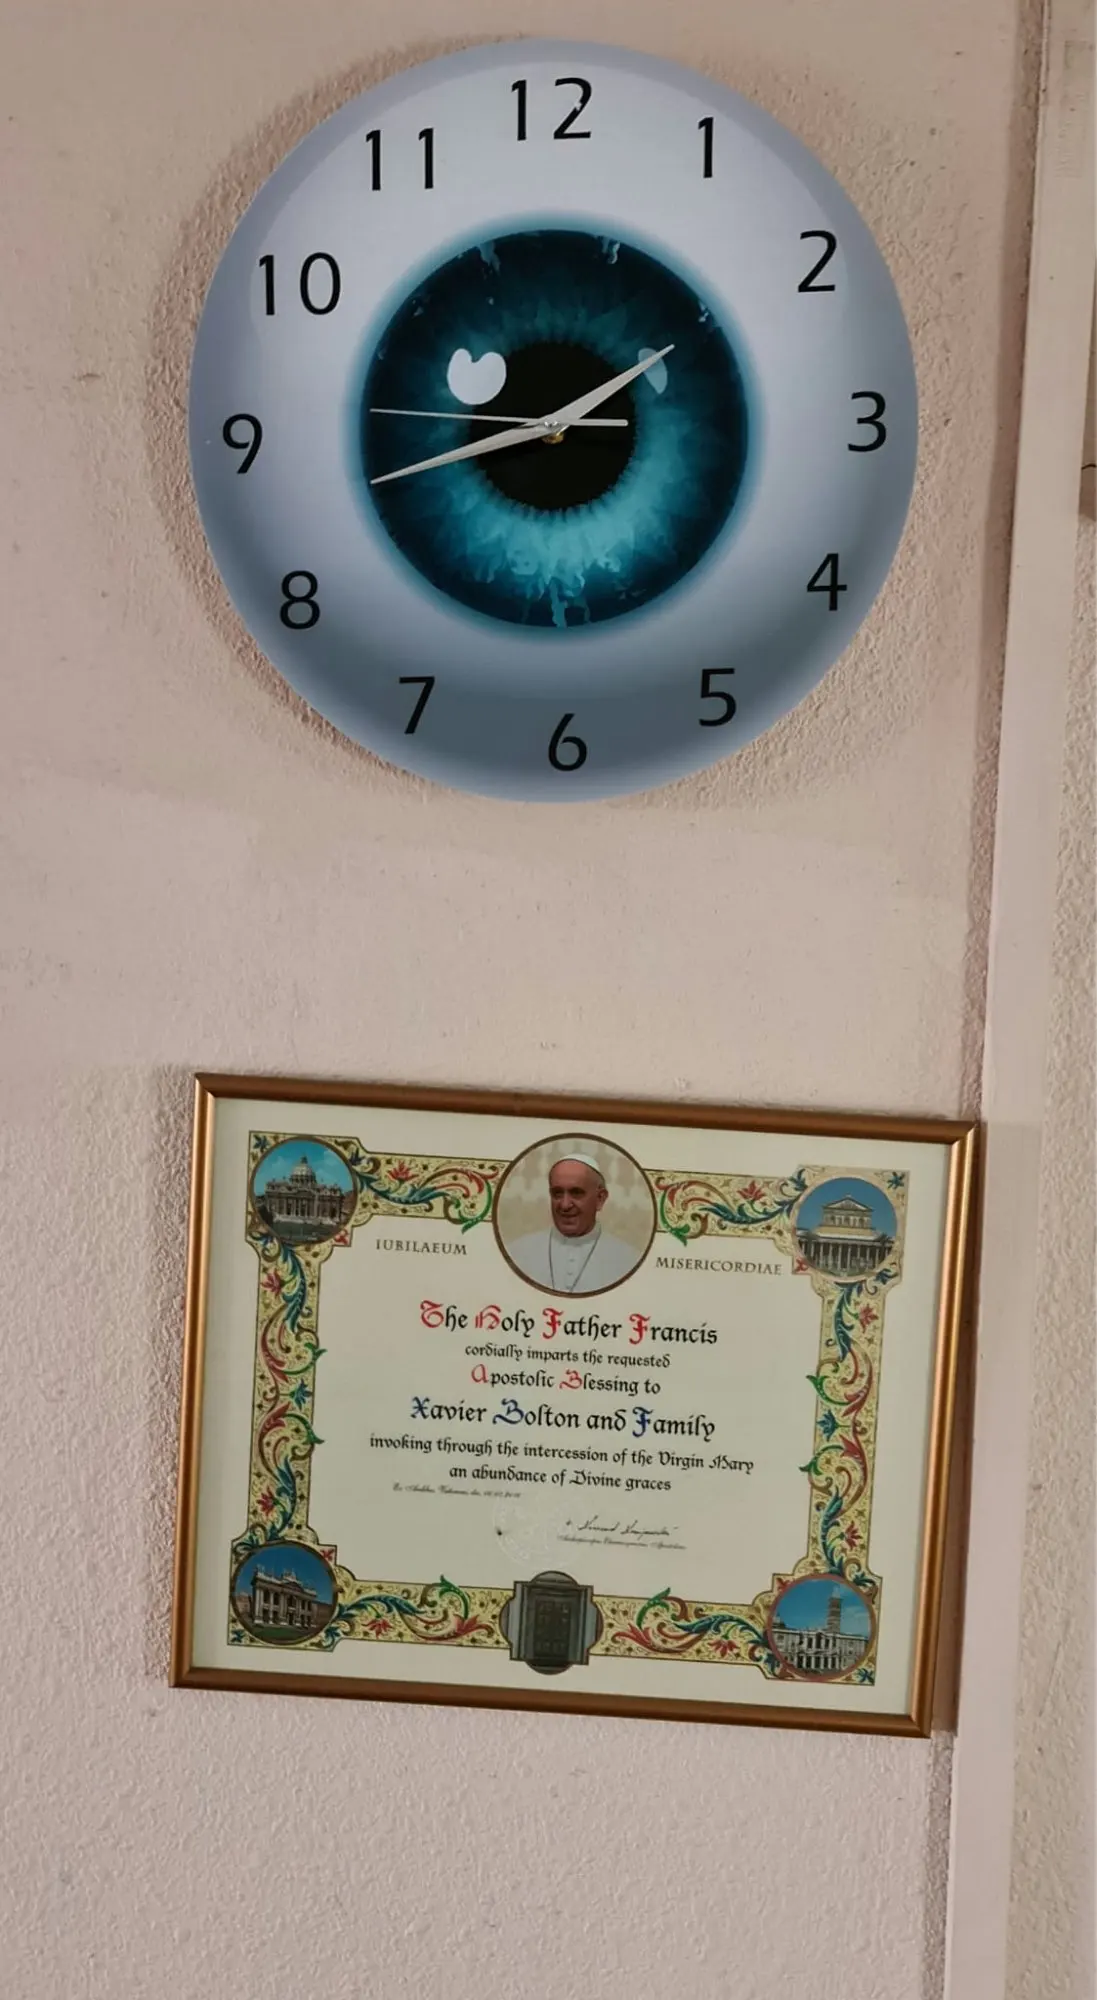 12
1
2
3
4
5
6
7
8
9
10
11
IUBILAEUM
MISERICORDIAE
The Holy Father Francis
cordially imparts the requested
Apostolic Blessing to
Xavier Bolton and Family
invoking through the intercession of the Virgin Mary
an abundance of Divine graces